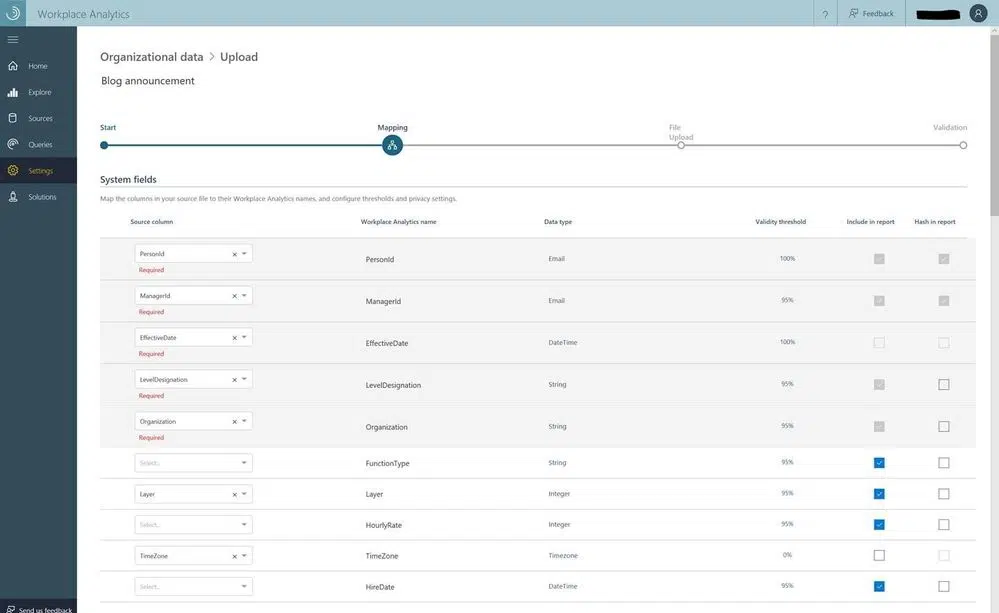 Workplace Analytics
? Feedback
Home
Explore
Sources
Queries
Settings
Solutions
Send us feedback
Organizational data > Upload
Blog announcement
Start Mapping File Upload Validation
System fields
Map the columns in your source file to their Workplace Analytics names, and configure thresholds and privacy settings.
Source column Workplace Analytics name Data type Validity threshold Include in report Hash in report
PersonId PersonId Email 100%
Required
ManagerId ManagerId Email 95%
Required
EffectiveDate EffectiveDate DateTime 100%
Required
LevelDesignation LevelDesignation String 95%
Required
Organization Organization String 95%
Required
Select... FunctionType String 95%
Layer Layer Integer 95%
Select... HourlyRate Integer 95%
TimeZone TimeZone Timezone 0%
Select... HireDate DateTime 95%